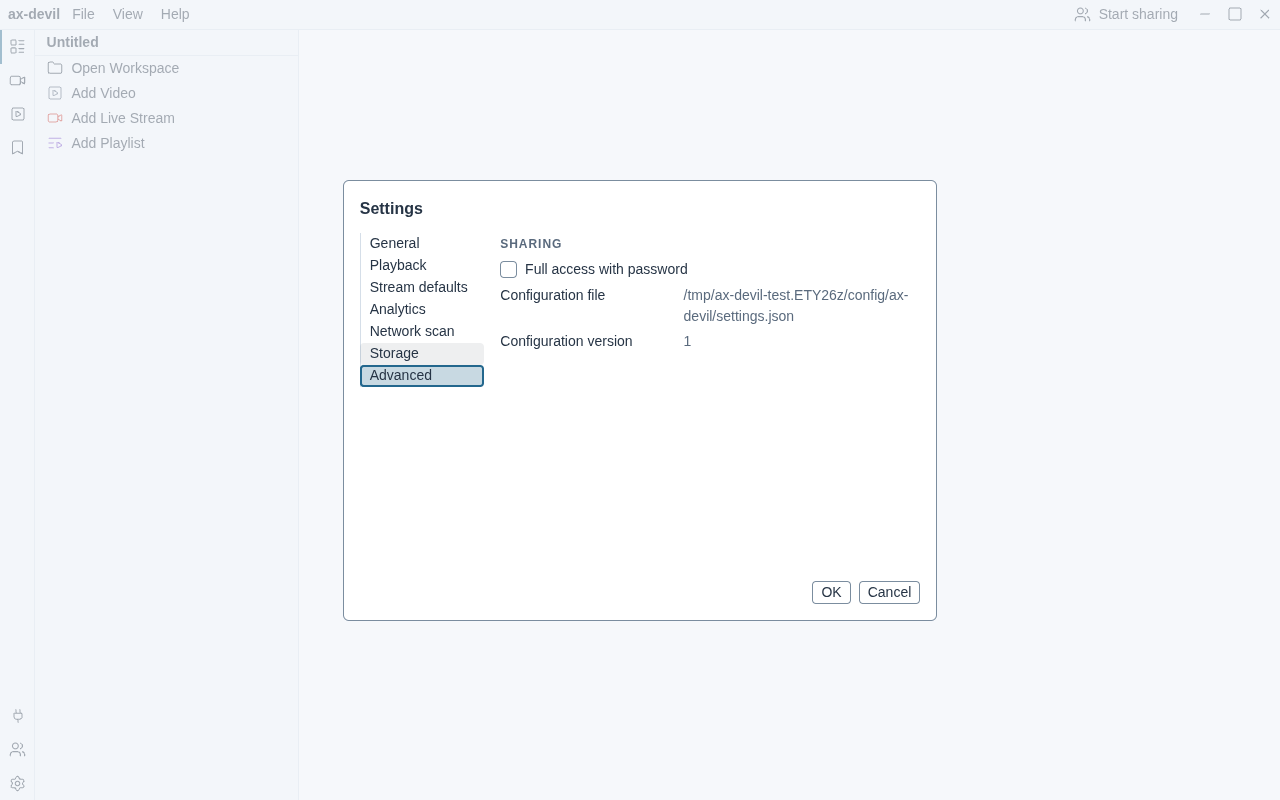 ax-devil File View Help Start sharing
Untitled
Open Workspace
Add Video
Add Live Stream
Add Playlist
Settings
General
Playback
Stream defaults
Analytics
Network scan
Storage
Advanced
SHARING
Full access with password
Configuration file /tmp/ax-devil-test.ETY26z/config/ax-
devil/settings.json
Configuration version 1
OK Cancel